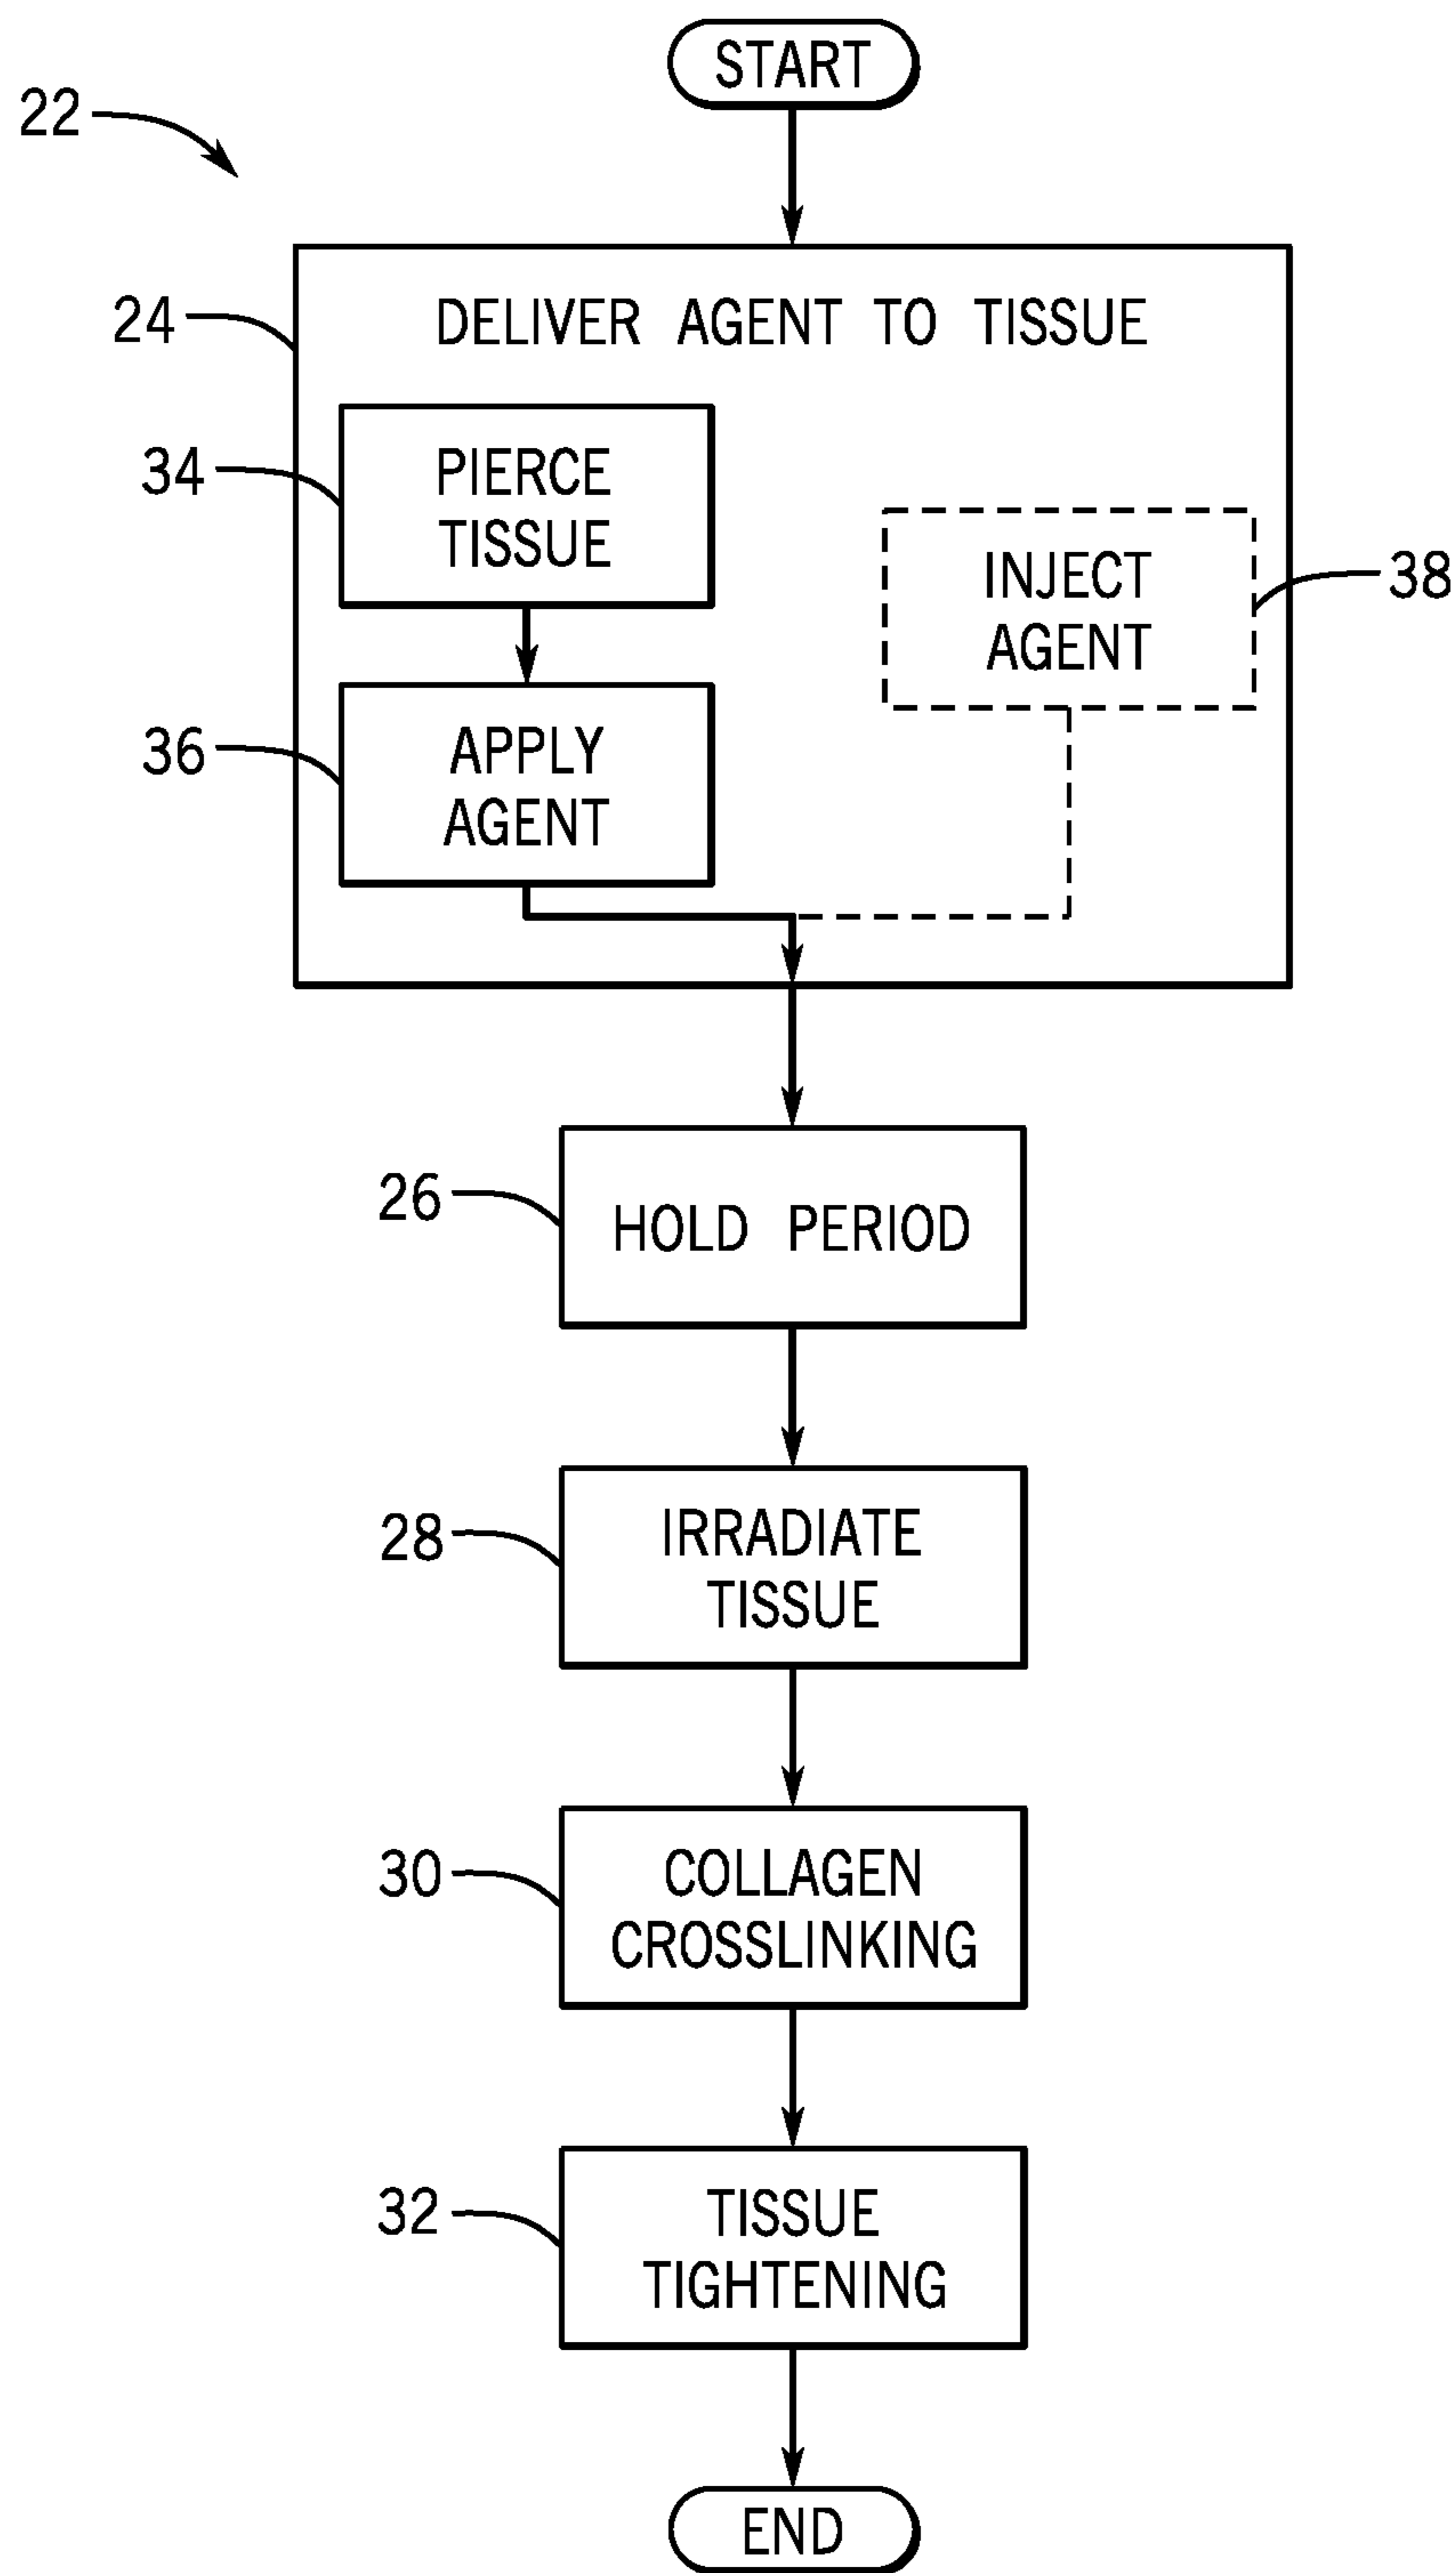 START
22
24
DELIVER AGENT TO TISSUE
34
PIERCE
TISSUE
INJECT
AGENT
38
36
APPLY
AGENT
26
HOLD PERIOD
28
IRRADIATE
TISSUE
30
COLLAGEN
CROSSLINKING
32
TISSUE
TIGHTENING
END